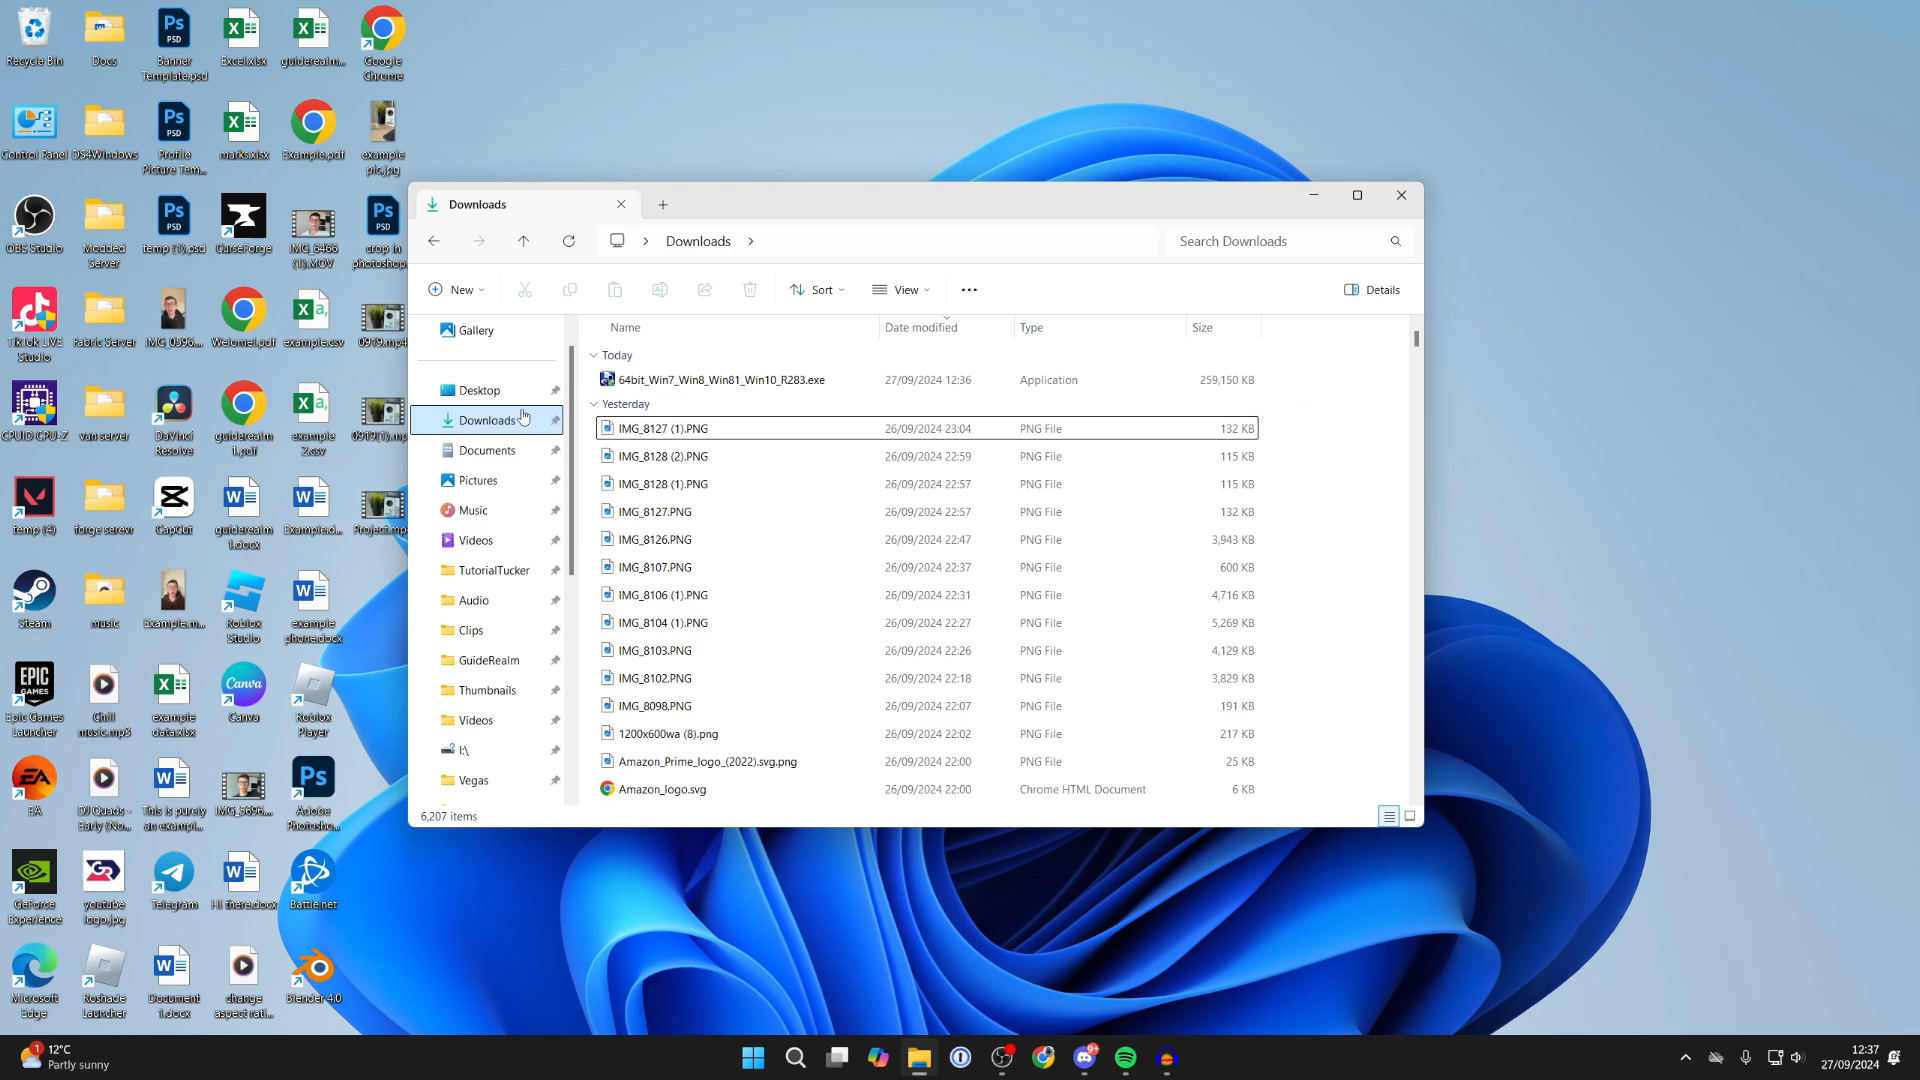 Recycle Bin
Docs
Banner
Template.psd
Excel.xlsx
guiderealm...
Google
Chrome
Control Panel
DS4Windows
Profile
Picture Tem...
marks.xlsx
Example.pdf
example
pic.jpg
OBS Studio
Modded
Server
temp (1).psd
CurseForge
IMG_6466
(1).MOV
crop in
photoshop.
TikTok LIVE
Studio
Fabric Server
IMG_0596...
Welome!.pdf
example.csv
0919.mp4
CPUID CPU-Z
van server
DaVinci
Resolve
guiderealm
1.pdf
example
2.csv
0919(1).mp
temp (4)
forge serevr
CapCut
guiderealm
1.docx
Example.d...
Project.mp
Steam
music
Example.m...
Roblox
Studio
example
phone.docx
EPIC
GAMES
Epic Games
Launcher
Chill
music.mp3
example
data.xlsx
Canva
Canva
Roblox
Player
EA
EA
DJ Quads -
Early (No...
This is purely
an exampl...
IMG_5696...
Adobe
Photosho...
GeForce
Experience
youtube
logo.jpg
Telegram
Hi there.docx
Battle.net
Microsoft
Edge
Roshade
Launcher
Document
1.docx
change
aspect rati...
Blender 4.0
Downloads
Downloads
Search Downloads
New
Sort
View
Details
Gallery
Desktop
Downloads
Documents
Pictures
Music
Videos
TutorialTucker
Audio
Clips
GuideRealm
Thumbnails
Videos
I:\
Vegas
Name Date modified Type Size
Today
64bit_Win7_Win8_Win81_Win10_R283.exe 27/09/2024 12:36 Application 259,150 KB
Yesterday
IMG_8127 (1).PNG 26/09/2024 23:04 PNG File 132 KB
IMG_8128 (2).PNG 26/09/2024 22:59 PNG File 115 KB
IMG_8128 (1).PNG 26/09/2024 22:57 PNG File 115 KB
IMG_8127.PNG 26/09/2024 22:57 PNG File 132 KB
IMG_8126.PNG 26/09/2024 22:47 PNG File 3,943 KB
IMG_8107.PNG 26/09/2024 22:37 PNG File 600 KB
IMG_8106 (1).PNG 26/09/2024 22:31 PNG File 4,716 KB
IMG_8104 (1).PNG 26/09/2024 22:27 PNG File 5,269 KB
IMG_8103.PNG 26/09/2024 22:26 PNG File 4,129 KB
IMG_8102.PNG 26/09/2024 22:18 PNG File 3,829 KB
IMG_8098.PNG 26/09/2024 22:07 PNG File 191 KB
1200x600wa (8).png 26/09/2024 22:02 PNG File 217 KB
Amazon_Prime_logo_(2022).svg.png 26/09/2024 22:00 PNG File 25 KB
Amazon_logo.svg 26/09/2024 22:00 Chrome HTML Document 6 KB
6,207 items
1
12°C
Partly sunny
9+
12:37
27/09/2024